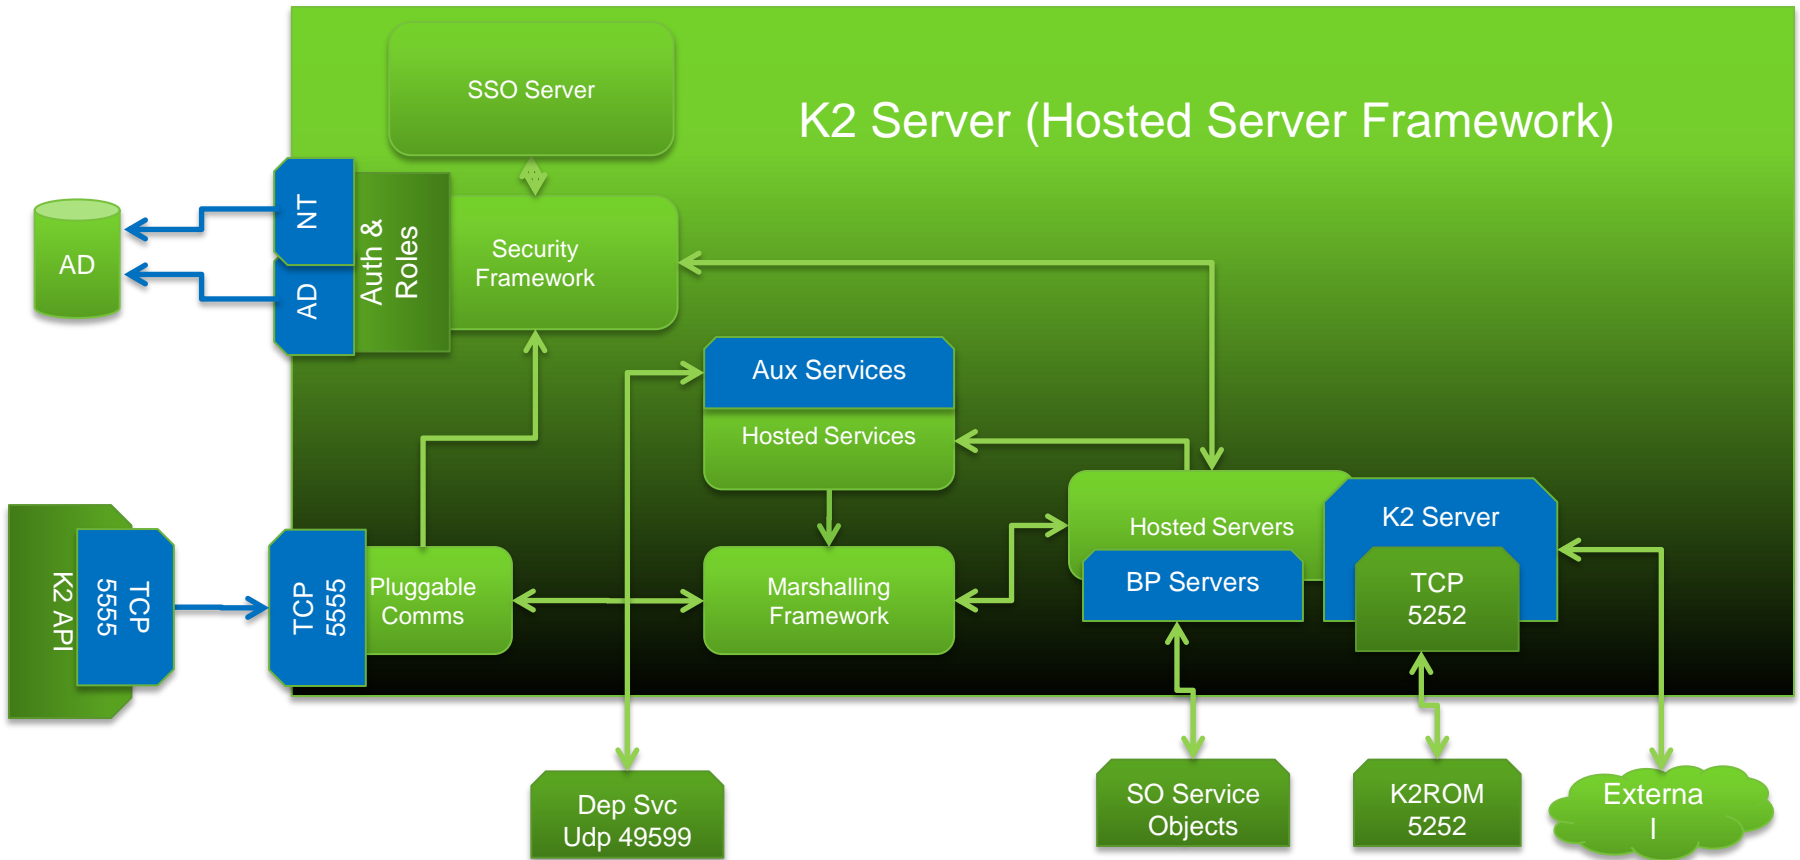 SSO Server
K2 Server (Hosted Server Framework)
NT
AD
Auth &
Roles
Security
Framework
AD
Aux Services
Hosted Services
Hosted Servers
K2 Server
BP Servers
TCP
5252
K2 API
TCP
5555
TCP
5555
Pluggable
Comms
Marshalling
Framework
Dep Svc
Udp 49599
SO Service
Objects
K2ROM
5252
Externa
l